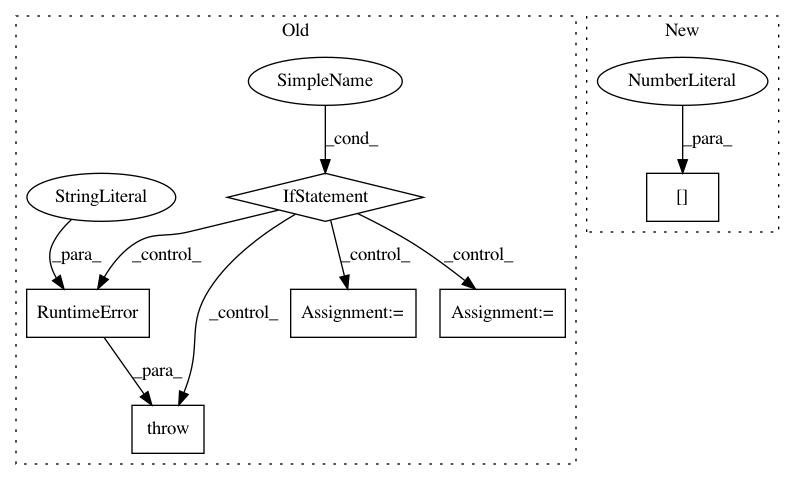 Old
New
SimpleName
NumberLiteral
_cond_
_para_
StringLiteral
IfStatement
[]
_para_
_control_
_control_
_control_
_control_
RuntimeError
Assignment:=
Assignment:=
_para_
throw